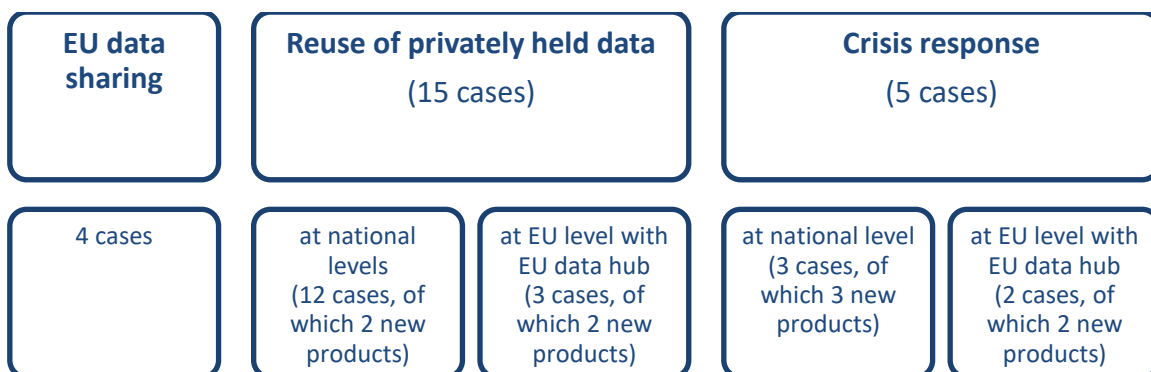 EU data
sharing
Reuse of privately held data
(15 cases)
Crisis response
(5 cases)
4 cases
at national
levels
(12 cases, of
which 2 new
products)
at EU level with
EU data hub
(3 cases, of
which 2 new
products)
at national level
(3 cases, of
which 3 new
products)
at EU level with
EU data hub
(2 cases, of
which 2 new
products)